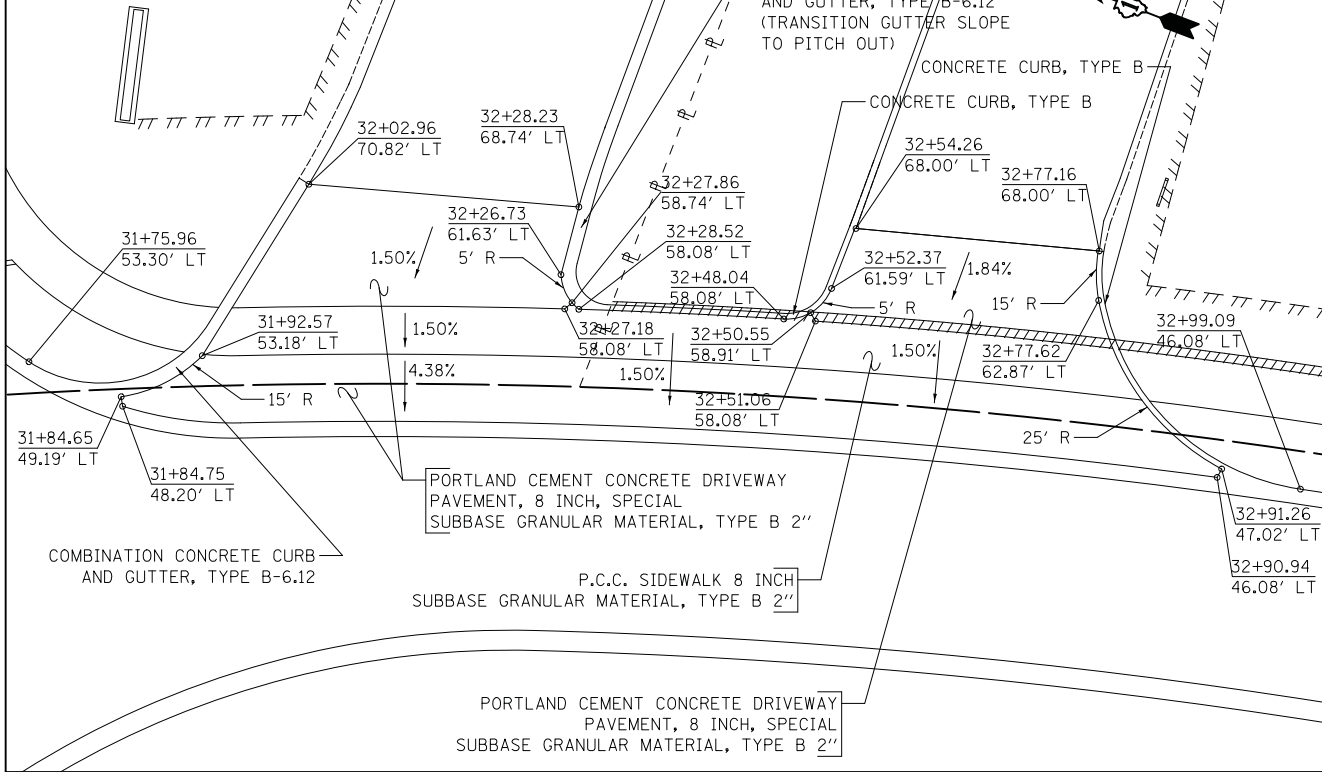 AND GUTTER, TYPE B-6.12
(TRANSITION GUTTER SLOPE
TO PITCH OUT)
CONCRETE CURB, TYPE B
CONCRETE CURB, TYPE B
32+02.96
70.82' LT
32+28.23
68.74' LT
32+54.26
68.00' LT
32+77.16
68.00' LT
32+27.86
58.74' LT
32+26.73
61.63' LT
32+28.52
58.08' LT
31+75.96
53.30' LT
1.50%
5' R
32+48.04
58.08' LT
32+52.37
61.59' LT
1.84%
5' R
15' R
31+92.57
53.18' LT
1.50%
32+27.18
58.08' LT
32+50.55
58.91' LT
1.50%
32+77.62
62.87' LT
32+99.09
46.08' LT
4.38%
1.50%
15' R
32+51.06
58.08' LT
25' R
31+84.65
49.19' LT
31+84.75
48.20' LT
PORTLAND CEMENT CONCRETE DRIVEWAY
PAVEMENT, 8 INCH, SPECIAL
SUBBASE GRANULAR MATERIAL, TYPE B 2''
32+91.26
47.02' LT
COMBINATION CONCRETE CURB
AND GUTTER, TYPE B-6.12
32+90.94
46.08' LT
P.C.C. SIDEWALK 8 INCH
SUBBASE GRANULAR MATERIAL, TYPE B 2''
PORTLAND CEMENT CONCRETE DRIVEWAY
PAVEMENT, 8 INCH, SPECIAL
SUBBASE GRANULAR MATERIAL, TYPE B 2''